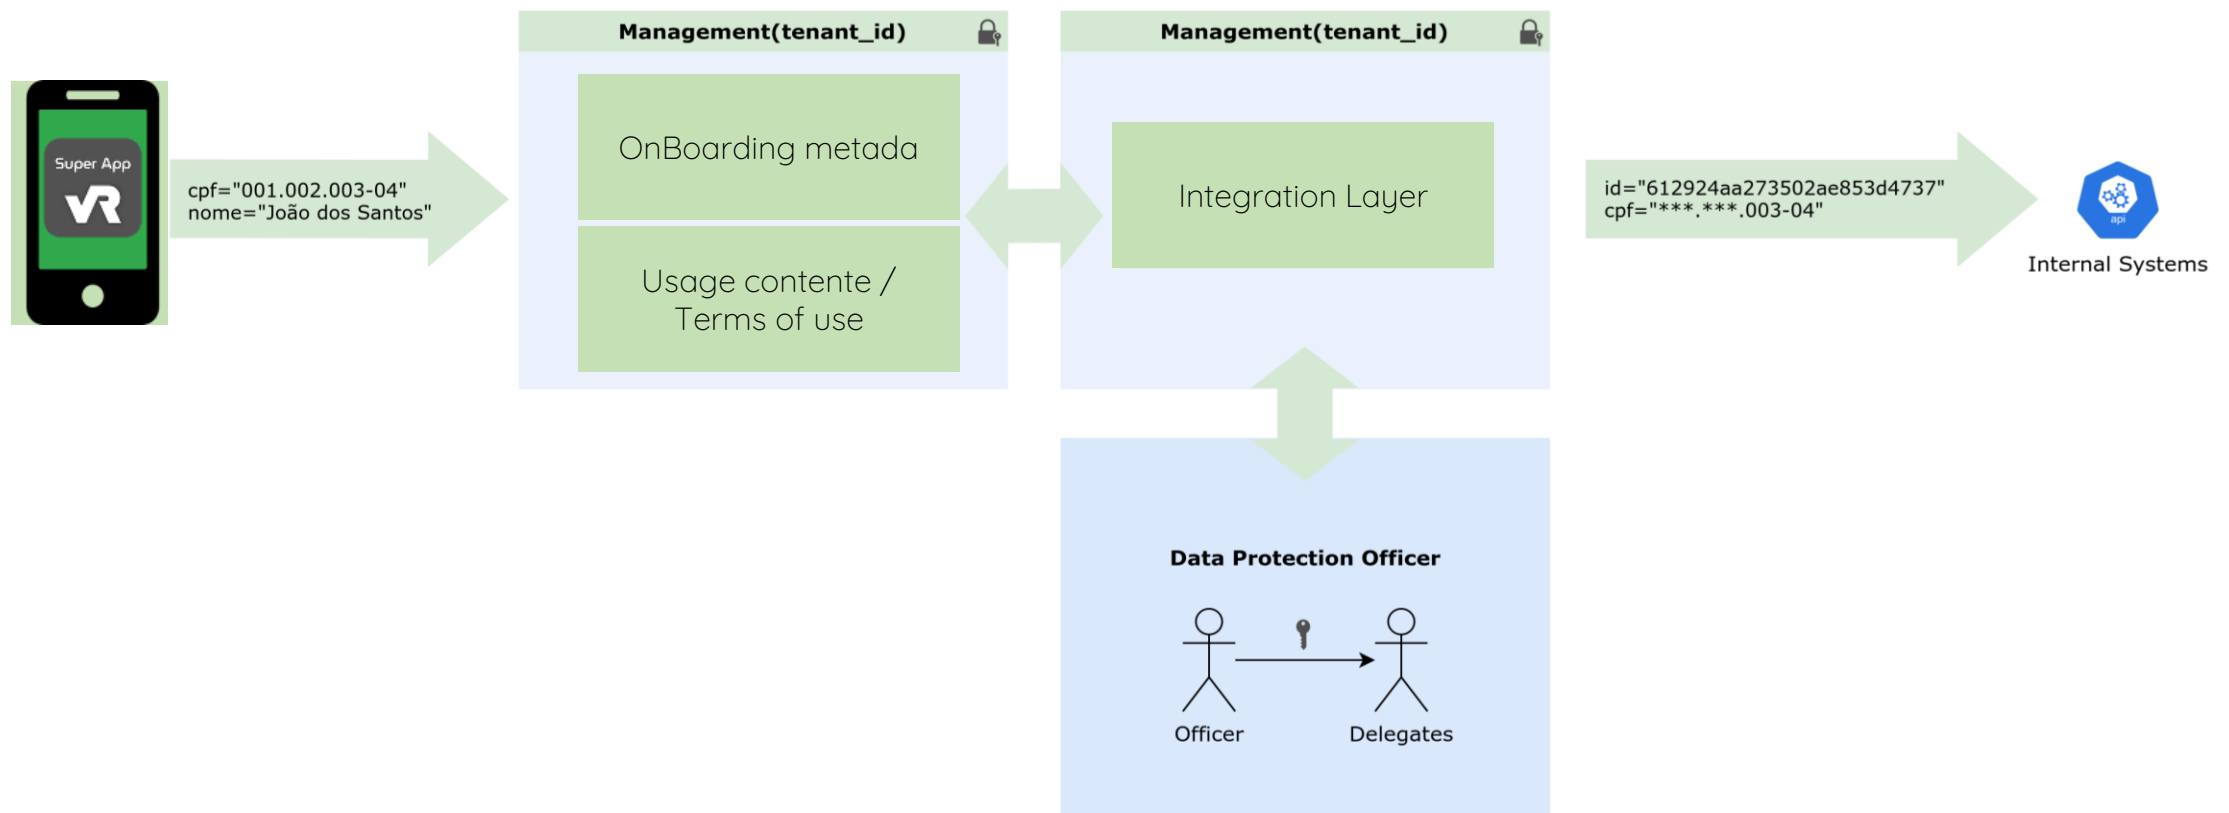 Super App
VR
cpf="001.002.003-04"
nome="João dos Santos"
Management(tenant_id)
OnBoarding metada
Usage contente /
Terms of use
Management(tenant_id)
Integration Layer
id="612924aa273502ae853d4737"
cpf="***.***.003-04"
api
Internal Systems
Data Protection Officer
Officer
Delegates